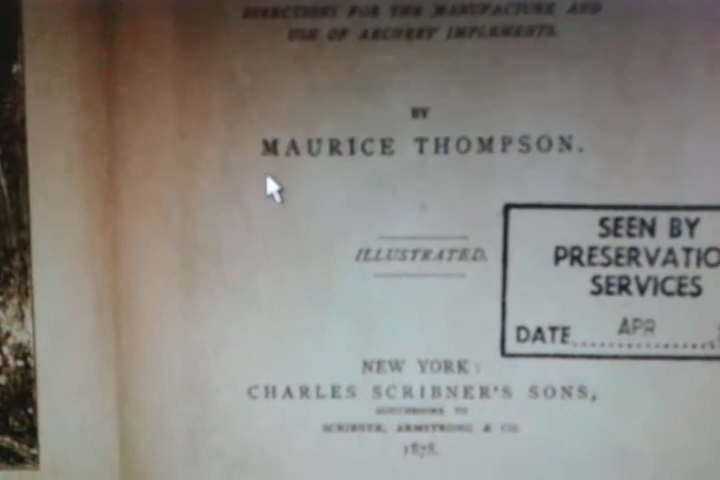 DIRECTIONS FOR THE MANUFACTURE AND
USE OF ARCHERY IMPLEMENTS.
BY
MAURICE THOMPSON.
ILLUSTRATED.
SEEN BY
PRESERVATIO
SERVICES
DATE APR
NEW YORK:
CHARLES SCRIBNER'S SONS,
SUCCESSORS TO
SCRIBNER, ARMSTRONG & CO.
1878.